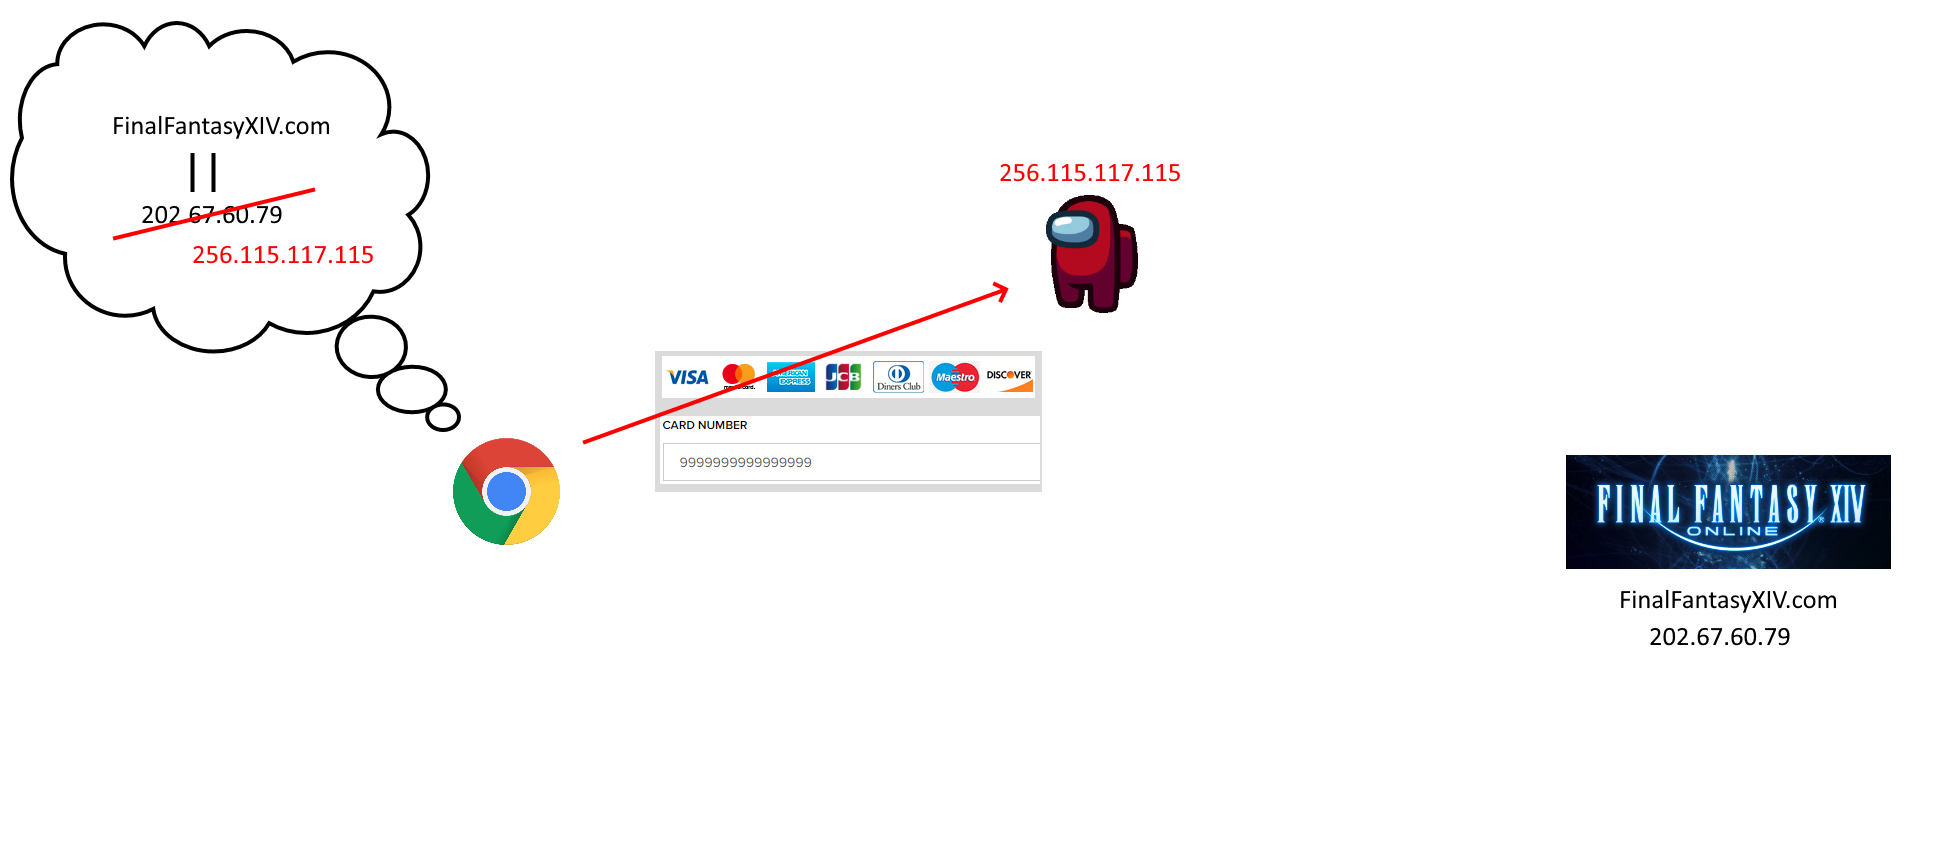 FinalFantasyXIV.com
||
202.67.60.79
256.115.117.115
256.115.117.115
VISA
mastercard.
AMERICAN
EXPRESS
JCB
Diners Club
Maestro
DISCOVER
CARD NUMBER
9999999999999999
FINAL FANTASY XIV
ONLINE
FinalFantasyXIV.com
202.67.60.79